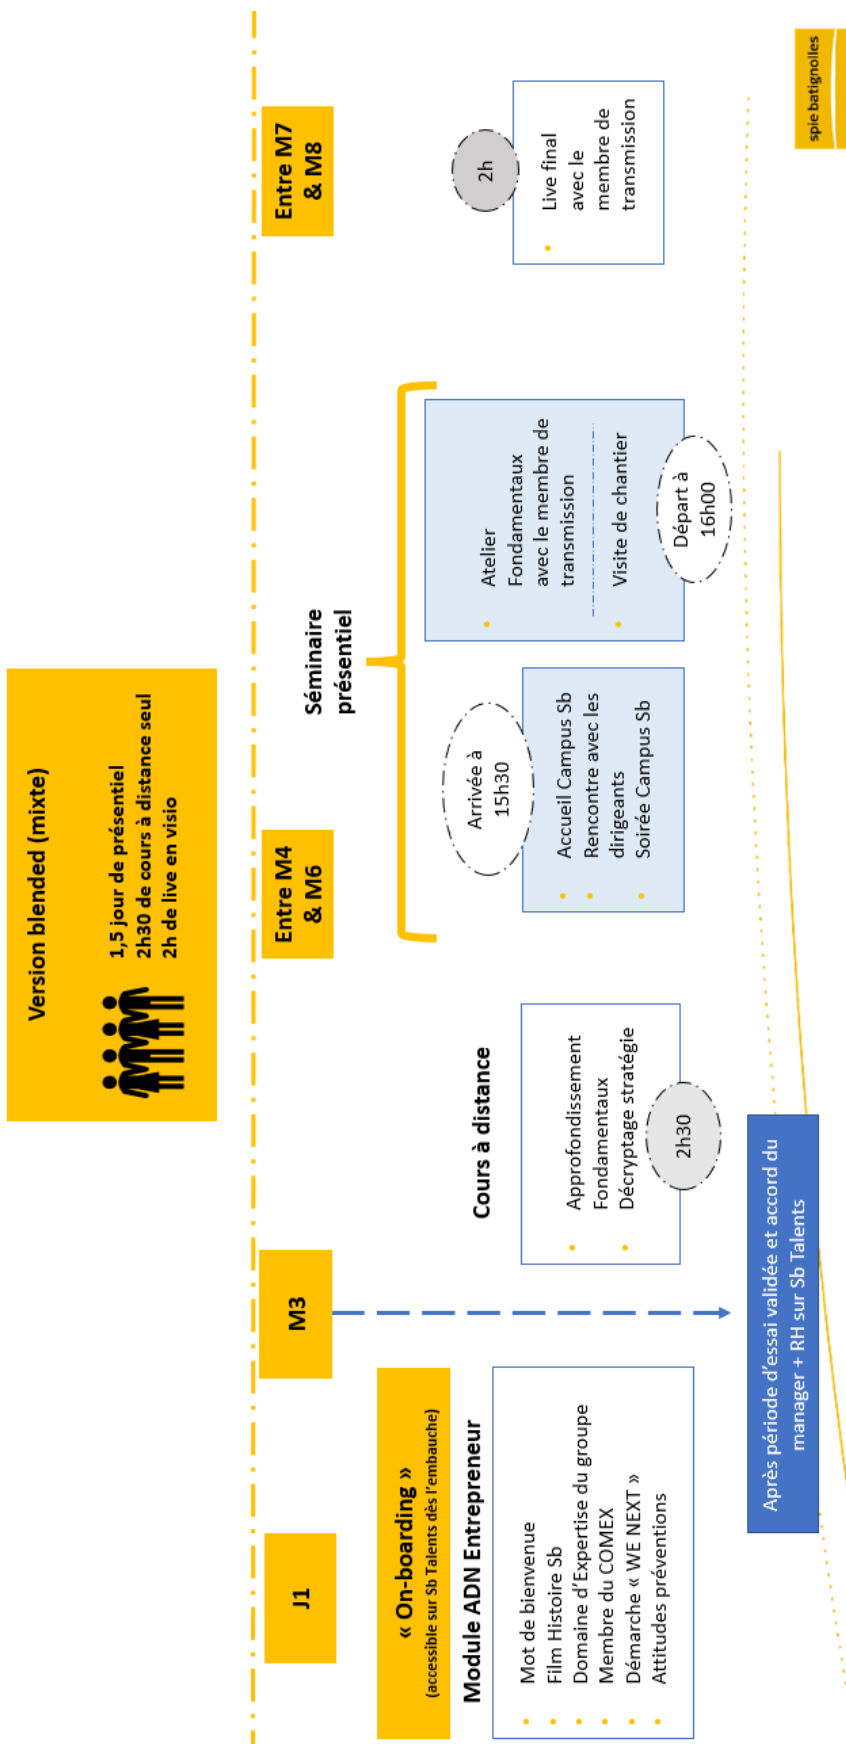 Version blended (mixte)
1,5 jour de présentiel
2h30 de cours à distance seul
2h de live en visio
J1
M3
Entre M4
& M6
Entre M7
& M8
« On-boarding »
(accessible sur Sb Talents dès l'embauche)
Module ADN Entrepreneur
Mot de bienvenue
Film Histoire Sb
Domaine d'Expertise du groupe
Membre du COMEX
Démarche « WE NEXT »
Attitudes préventions
Après période d'essai validée et accord du
manager + RH sur Sb Talents
Cours à distance
Approfondissement
Fondamentaux
Décryptage stratégie
2h30
Séminaire
présentiel
Arrivée à
15h30
Accueil Campus Sb
Rencontre avec les
dirigeants
Soirée Campus Sb
Atelier
Fondamentaux
avec le membre de
transmission
Visite de chantier
Départ à
16h00
2h
Live final
avec le
membre de
transmission
spie batignolles